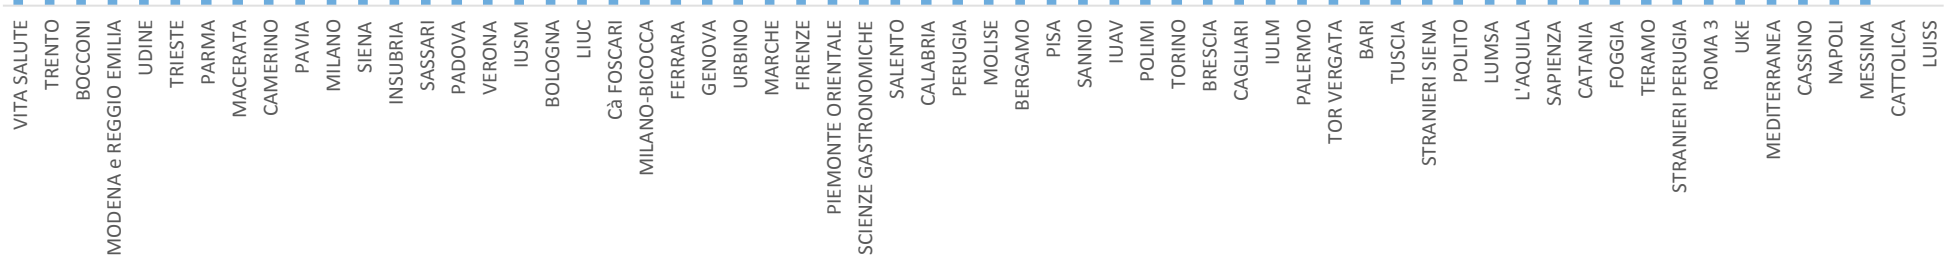 VITA SALUTE
TRENTO
BOCCONI
MODENA e REGGIO EMILIA
UDINE
TRIESTE
PARMA
MACERATA
CAMERINO
PAVIA
MILANO
SIENA
INSUBRIA
SASSARI
PADOVA
VERONA
IUSM
BOLOGNA
LIUC
Cà FOSCARI
MILANO-BICOCCA
FERRARA
GENOVA
URBINO
MARCHE
FIRENZE
PIEMONTE ORIENTALE
SCIENZE GASTRONOMICHE
SALENTO
CALABRIA
PERUGIA
MOLISE
BERGAMO
PISA
SANNIO
IUAV
POLIMI
TORINO
BRESCIA
CAGLIARI
IULM
PALERMO
TOR VERGATA
BARI
TUSCIA
STRANIERI SIENA
POLITO
LUMSA
L'AQUILA
SAPIENZA
CATANIA
FOGGIA
TERAMO
STRANIERI PERUGIA
ROMA 3
UKE
MEDITERRANEA
CASSINO
NAPOLI
MESSINA
CATTOLICA
LUISS